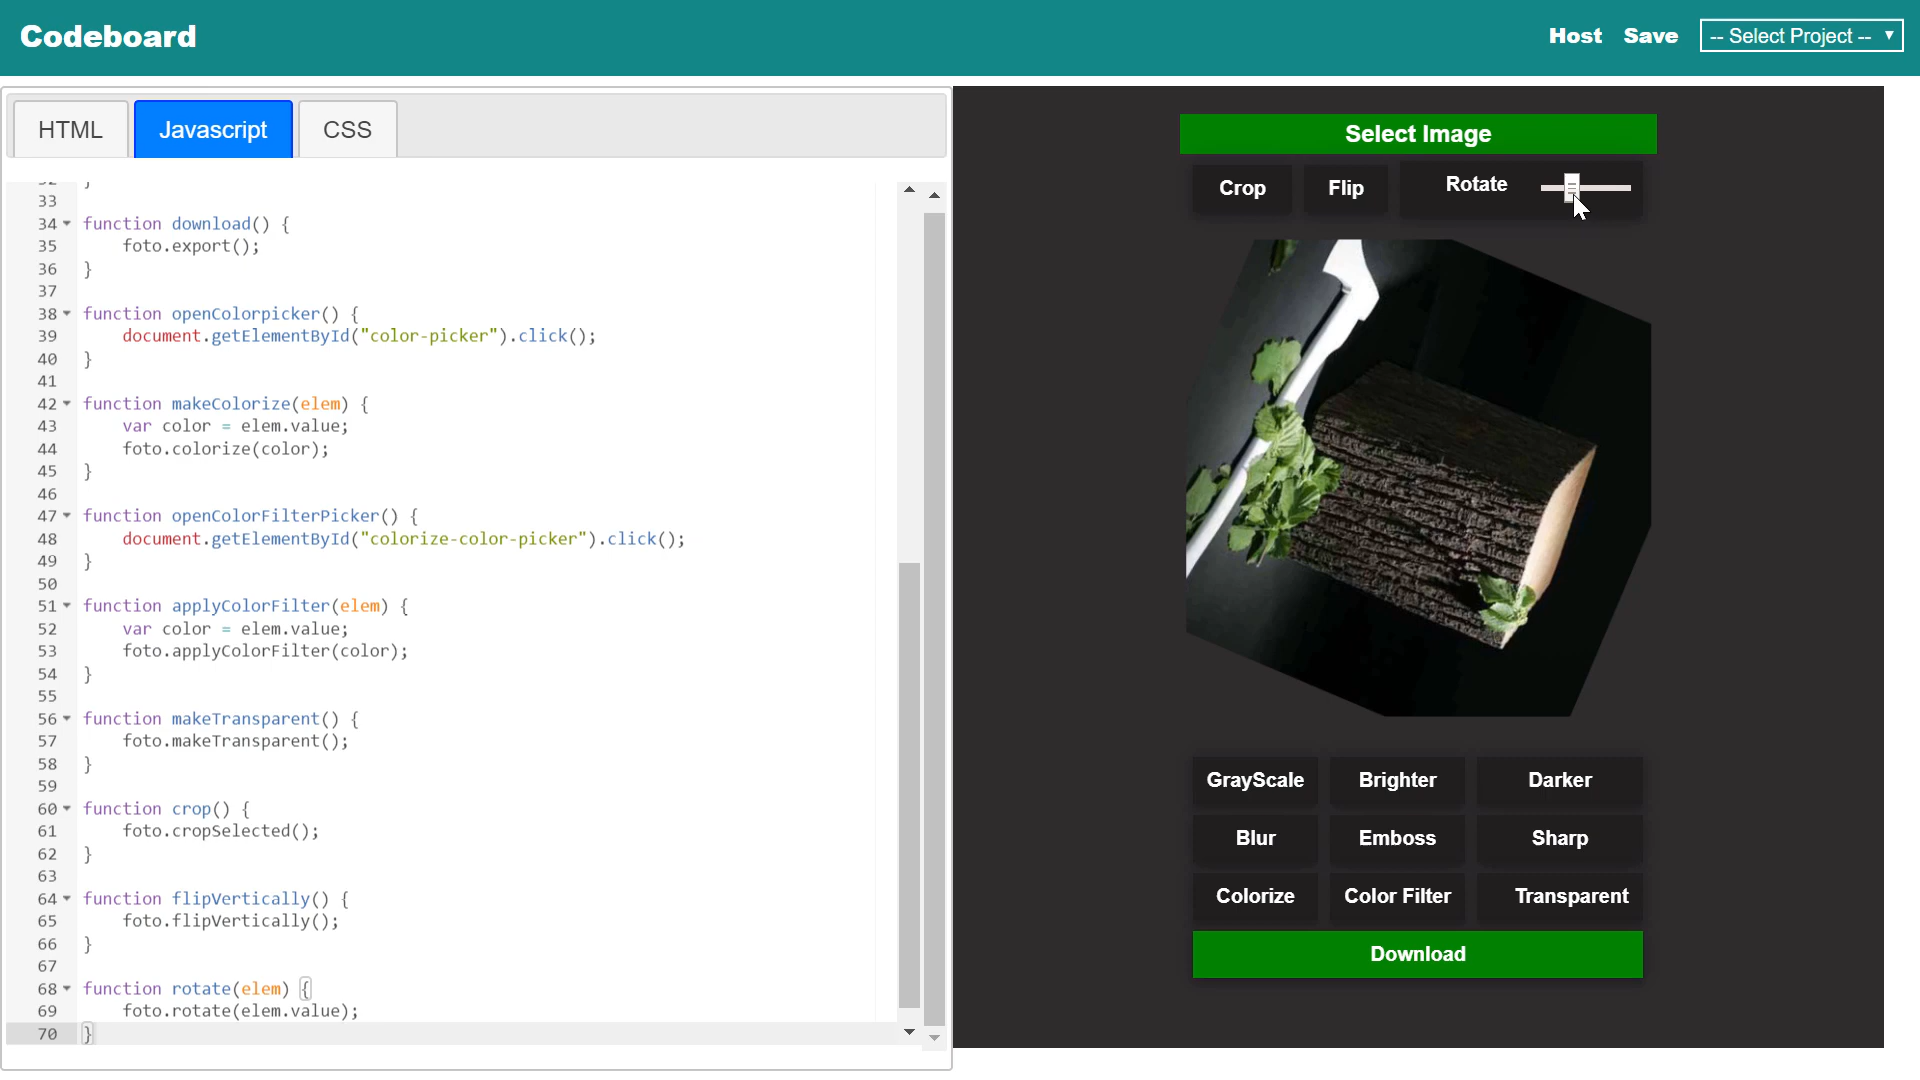 Codeboard
Host Save -- Select Project --
HTML Javascript CSS
33
34 function download() {
35 foto.export();
36 }
37
38 function openColorpicker() {
39 document.getElementById("color-picker").click();
40 }
41
42 function makeColorize(elem) {
43 var color = elem.value;
44 foto.colorize(color);
45 }
46
47 function openColorFilterPicker() {
48 document.getElementById("colorize-color-picker").click();
49 }
50
51 function applyColorFilter(elem) {
52 var color = elem.value;
53 foto.applyColorFilter(color);
54 }
55
56 function makeTransparent() {
57 foto.makeTransparent();
58 }
59
60 function crop() {
61 foto.cropSelected();
62 }
63
64 function flipVertically() {
65 foto.flipVertically();
66 }
67
68 function rotate(elem) {
69 foto.rotate(elem.value);
70 }
Select Image
Crop Flip Rotate
GrayScale Brighter Darker
Blur Emboss Sharp
Colorize Color Filter Transparent
Download